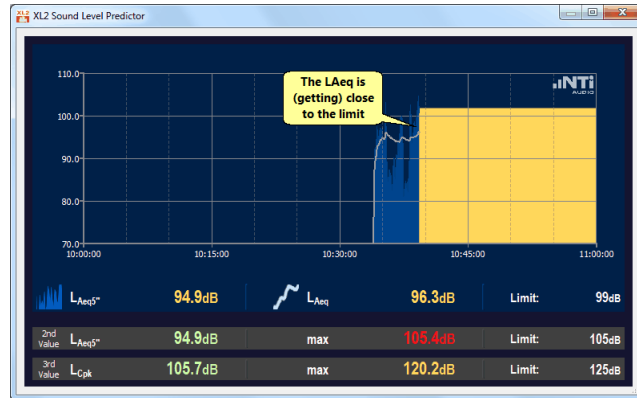 XL2 XL2 Sound Level Predictor
110.0
The LAeq is
(getting) close
to the limit
NTi
AUDIO
100.0
90.0
80.0
70.0
10:00:00 10:15:00 10:30:00 10:45:00 11:00:00
LAeq5" 94.9dB LAeq 96.3dB Limit: 99dB
2nd
Value LAeq5" 94.9dB max 105.4dB Limit: 105dB
3rd
Value LCpk 105.7dB max 120.2dB Limit: 125dB